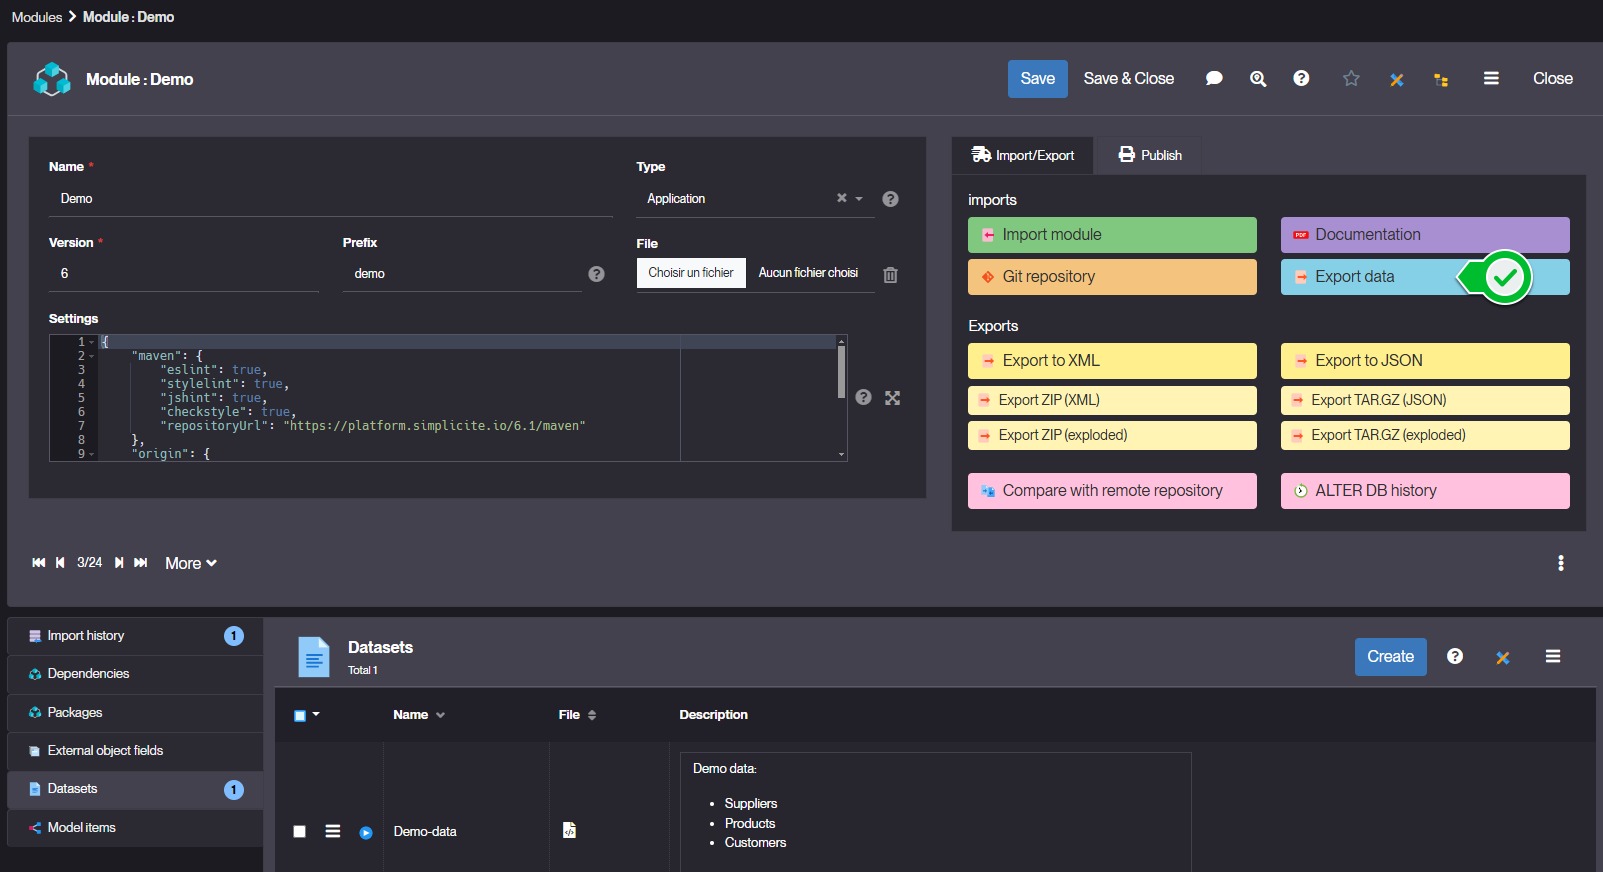 Modules > Module : Demo
Module : Demo
Save
Save & Close
Close
Name *
Demo
Type
Application
Version *
6
Prefix
demo
File
Choisir un fichier
Aucun fichier choisi
Settings
1 {
2 "maven": {
3 "eslint": true,
4 "stylelint": true,
5 "jshint": true,
6 "checkstyle": true,
7 "repositoryUrl": "https://platform.simplicite.io/6.1/maven"
8 },
9 "origin": {
Import/Export
Publish
imports
Import module
PDF
Documentation
Git repository
Export data
Exports
Export to XML
Export to JSON
Export ZIP (XML)
Export TAR.GZ (JSON)
Export ZIP (exploded)
Export TAR.GZ (exploded)
Compare with remote repository
ALTER DB history
3/24
More
Import history 1
Dependencies
Packages
External object fields
Datasets 1
Model items
Datasets
Total 1
Create
Name
File
Description
Demo-data
Demo data:
• Suppliers
• Products
• Customers